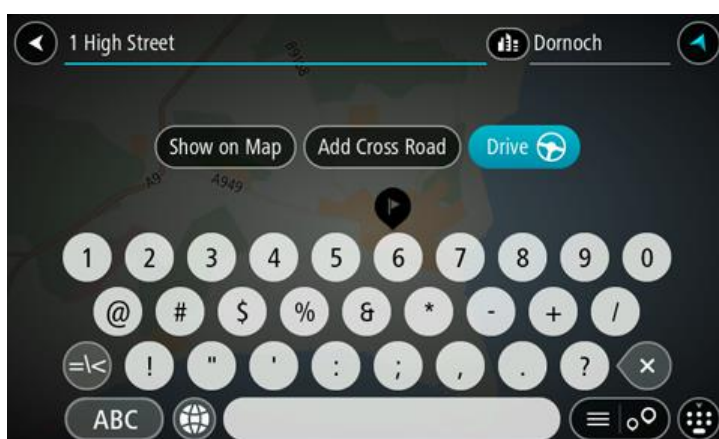 1 High Street Dornoch
B9168
Show on Map Add Cross Road Drive
A9 A949
1 2 3 4 5 6 7 8 9 0
@ # $ % & * - + /
=\< ! " ' : ; , . ? ×
ABC